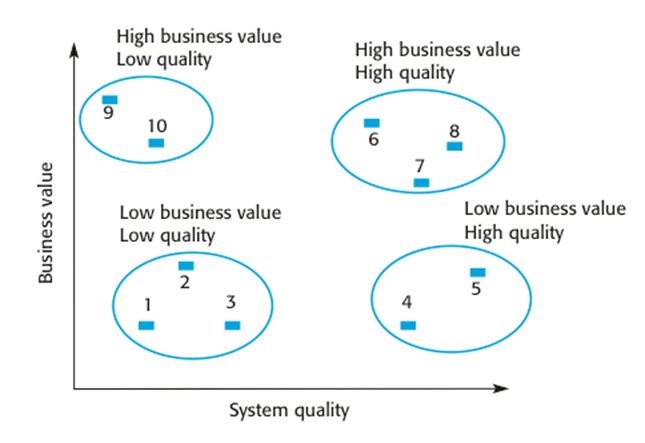 High business value
Low quality
High business value
High quality
9
10
6
8
7
Low business value
Low quality
Low business value
High quality
Business value
2
1
3
5
4
System quality